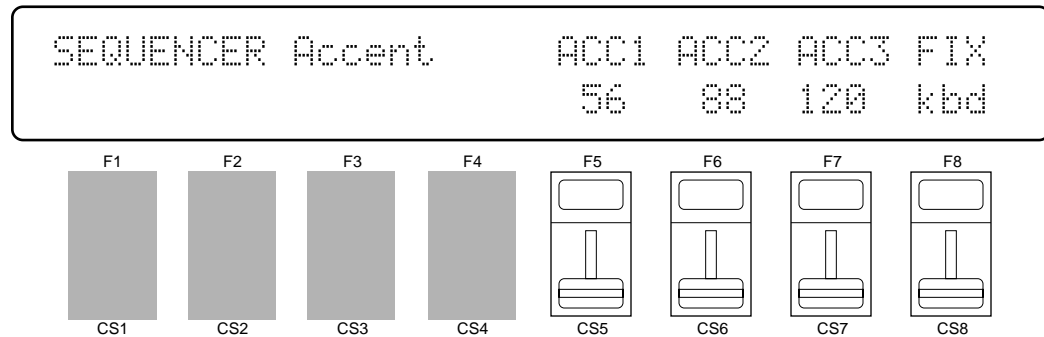 SEQUENCER Accent ACC1 ACC2 ACC3 FIX
56 88 120 kbd
F1 F2 F3 F4 F5 F6 F7 F8
CS1 CS2 CS3 CS4 CS5 CS6 CS7 CS8